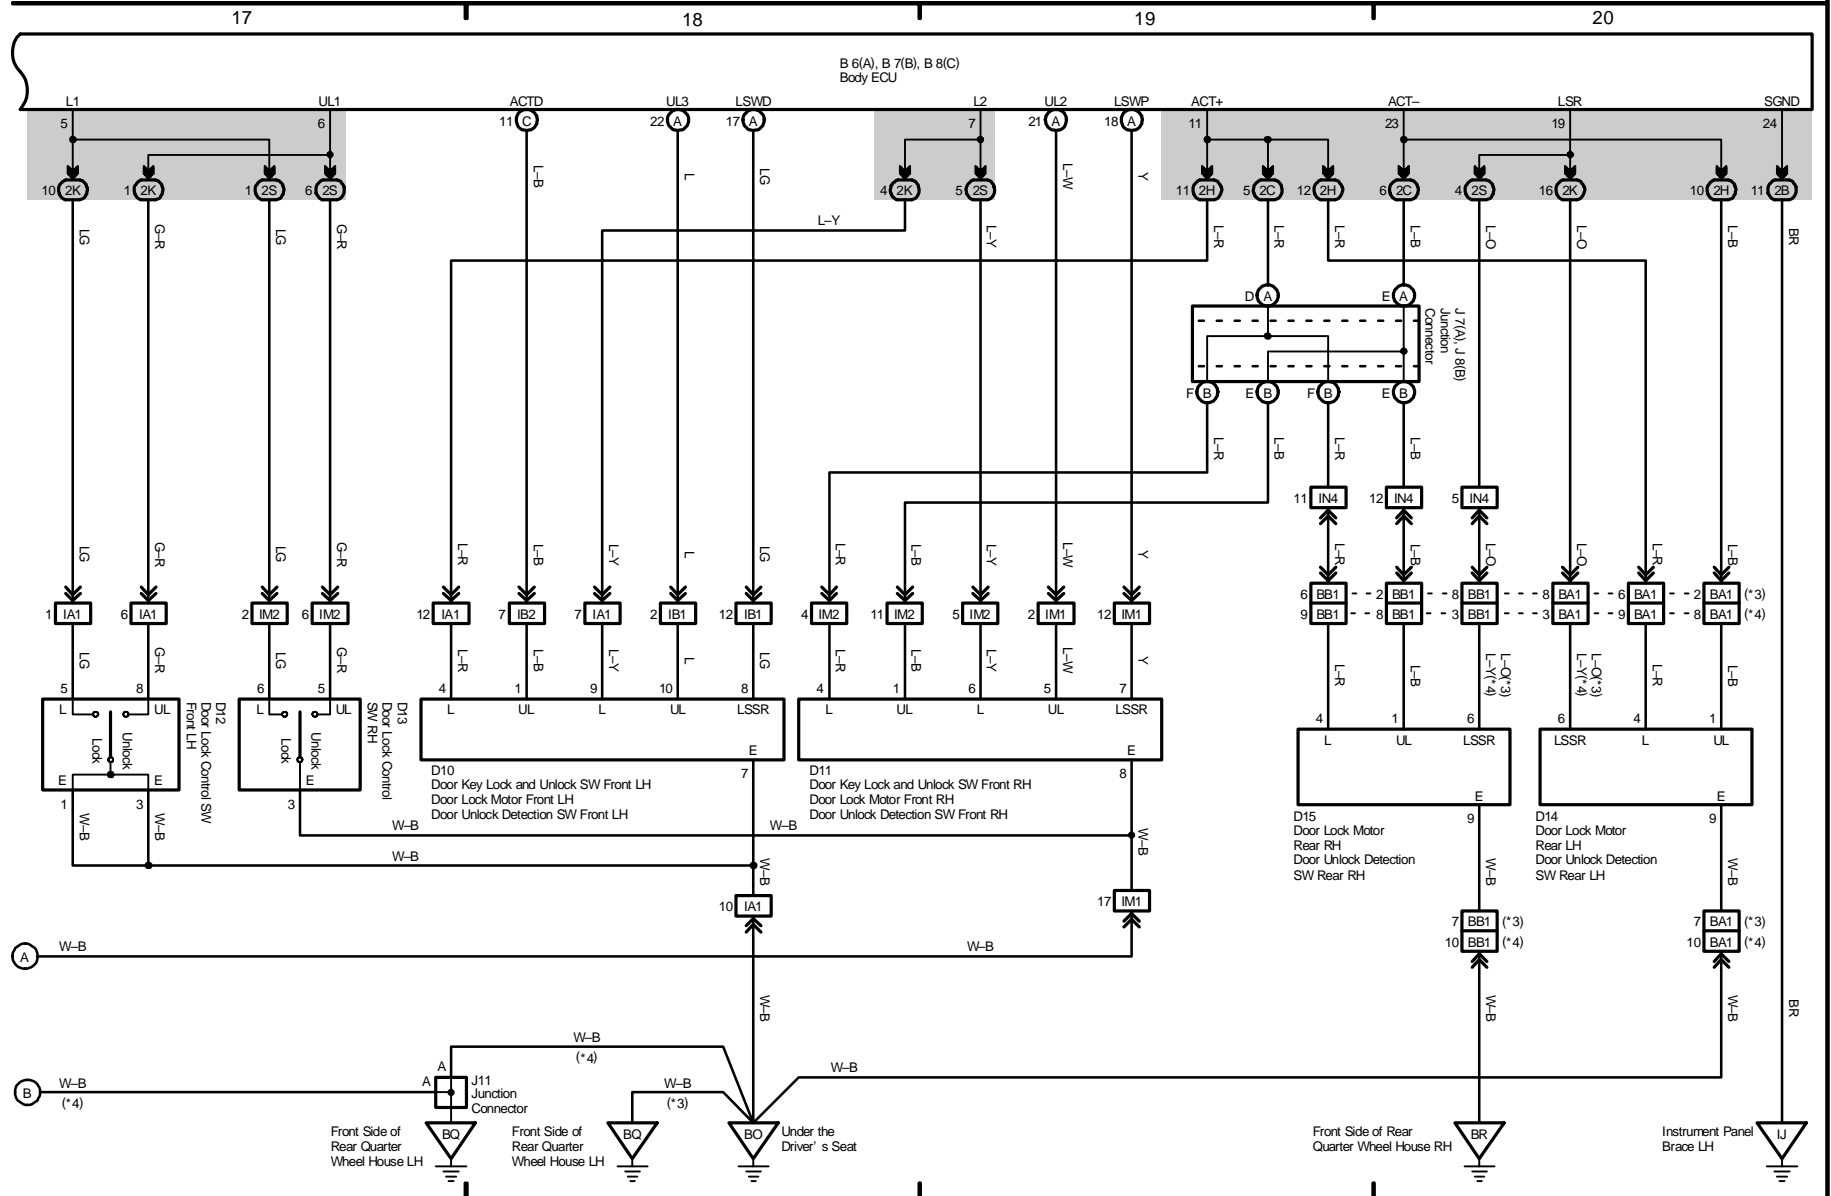 17 18 19 20
B 6(A), B 7(B), B 8(C)
Body ECU
L1 UL1 ACTD UL3 LSWD L2 UL2 LSWP ACT+ ACT– LSR SGND
5 6 11 C 22 A 17 A 7 21 A 18 A 11 23 19 24
10 2K 1 2K 1 2S 6 2S 4 2K 5 2S 11 2H 5 2C 12 2H 6 2C 4 2S 16 2K 10 2H 11 2B
L–B L LG L–W Y
L–Y
LG G–R LG G–R L–Y L–R L–R L–R L–B L–O L–O L–B BR
D A E A
J 7(A), J 8(B)
Junction
Connector
F B E B F B E B
L–R L–B L–R L–B
11 IN4 12 IN4 5 IN4
LG G–R LG G–R L–R L–B L–Y L LG L–R L–B L–Y L–W Y L–R L–B L–O L–O L–R L–B
6 BB1 2 BB1 8 BB1 8 BA1 6 BA1 2 BA1 (*3)
9 BB1 8 BB1 3 BB1 3 BA1 9 BA1 8 BA1 (*4)
1 IA1 6 IA1 2 IM2 6 IM2 12 IA1 7 IB2 7 IA1 2 IB1 12 IB1 4 IM2 11 IM2 5 IM2 2 IM1 12 IM1
LG G–R LG G–R L–R L–B L–Y L LG L–R L–B L–Y L–W Y
L–R L–B L–O(*3) L–Y(*4) L–O(*3) L–Y(*4) L–R L–B
5 8 6 5 4 1 9 10 8 4 1 6 5 7
L UL L UL L UL L UL LSSR L UL L UL LSSR
4 1 6 6 4 1
L UL LSSR LSSR L UL
Lock Unlock Lock Unlock
E E E E E E E
D12
Door Lock Control SW
Front LH
D13
Door Lock Control
SW RH
1 3 3 7 8 9 9
D10
Door Key Lock and Unlock SW Front LH
Door Lock Motor Front LH
Door Unlock Detection SW Front LH
D11
Door Key Lock and Unlock SW Front RH
Door Lock Motor Front RH
Door Unlock Detection SW Front RH
D15
Door Lock Motor
Rear RH
Door Unlock Detection
SW Rear RH
D14
Door Lock Motor
Rear LH
Door Unlock Detection
SW Rear LH
W–B W–B W–B W–B W–B
W–B W–B W–B W–B
10 IA1 17 IM1
7 BB1 (*3) 7 BA1 (*3)
10 BB1 (*4) 10 BA1 (*4)
A W–B W–B
W–B W–B W–B BR
W–B
(*4)
B W–B
(*4)
A
A
J11
Junction
Connector
W–B
(*3)
W–B
Front Side of
Rear Quarter
Wheel House LH
BQ
Front Side of
Rear Quarter
Wheel House LH
BQ
BO
Under the
Driver' s Seat
Front Side of Rear
Quarter Wheel House RH
BR
Instrument Panel
Brace LH
IJ